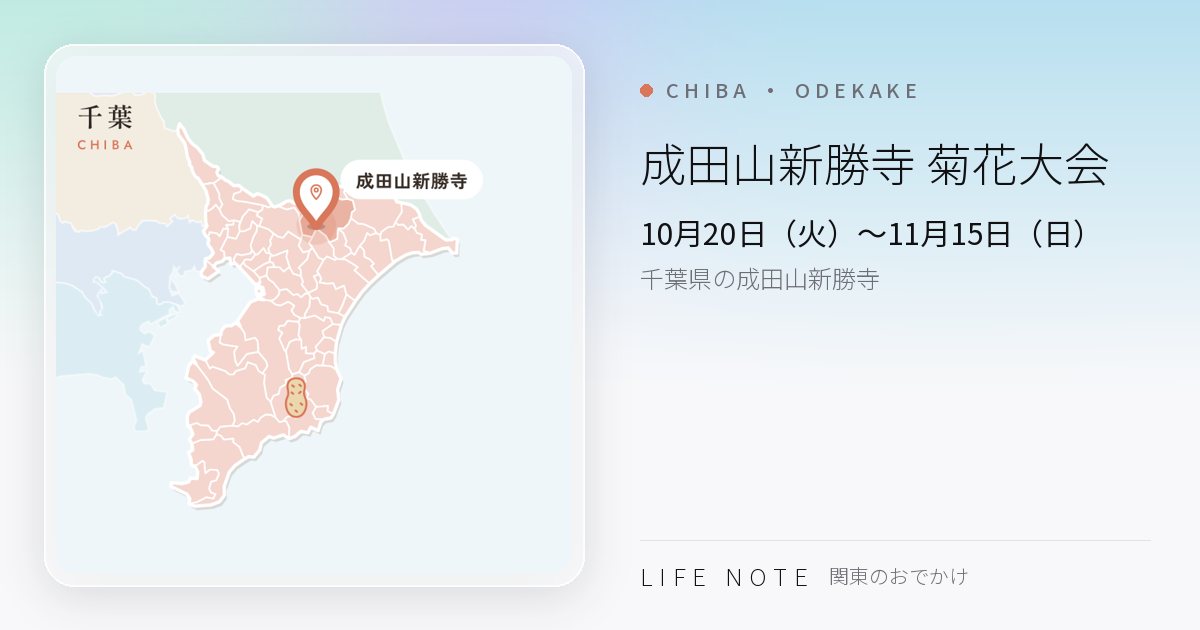 千葉
CHIBA
成田山新勝寺
CHIBA • ODEKAKE
成田山新勝寺 菊花大会
10月20日（火）〜11月15日（日）
千葉県の成田山新勝寺
LIFE NOTE 関東のおでかけ